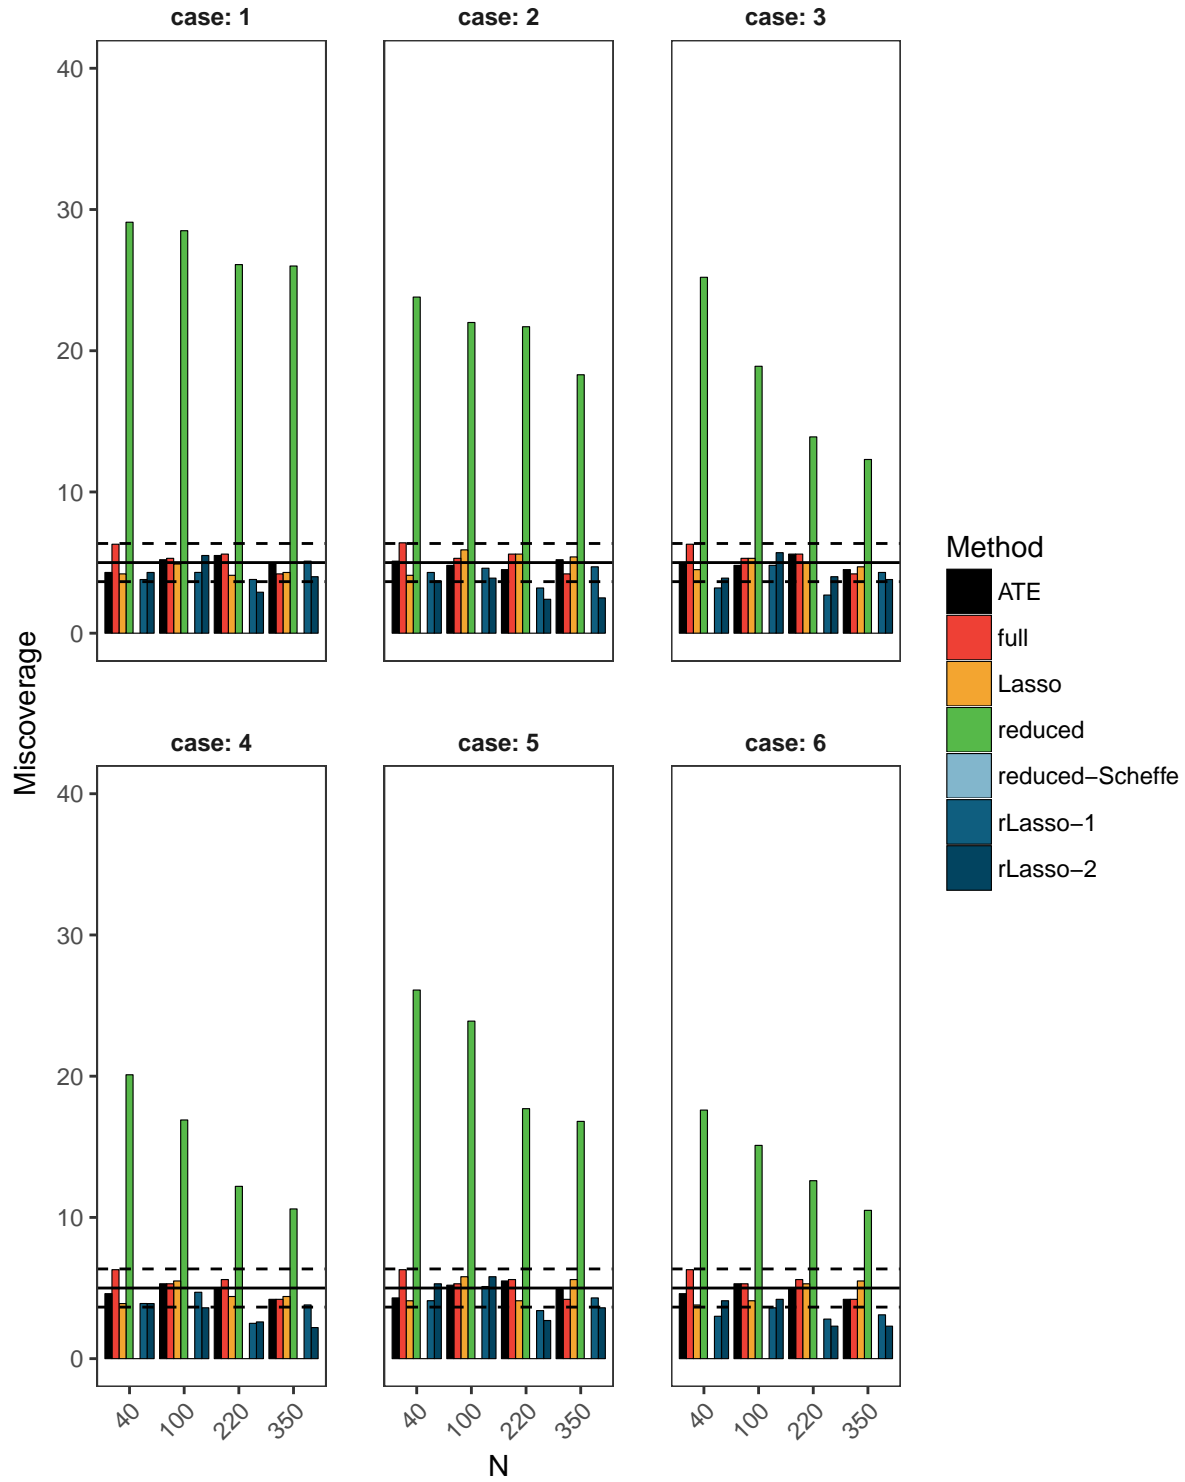 case: 1
case: 2
case: 3
40
30
20
10
0
Miscoverage
case: 4
case: 5
case: 6
40
30
20
10
0
40
100
220
350
40
100
220
350
40
100
220
350
N
Method
ATE
full
Lasso
reduced
reduced−Scheffe
rLasso−1
rLasso−2